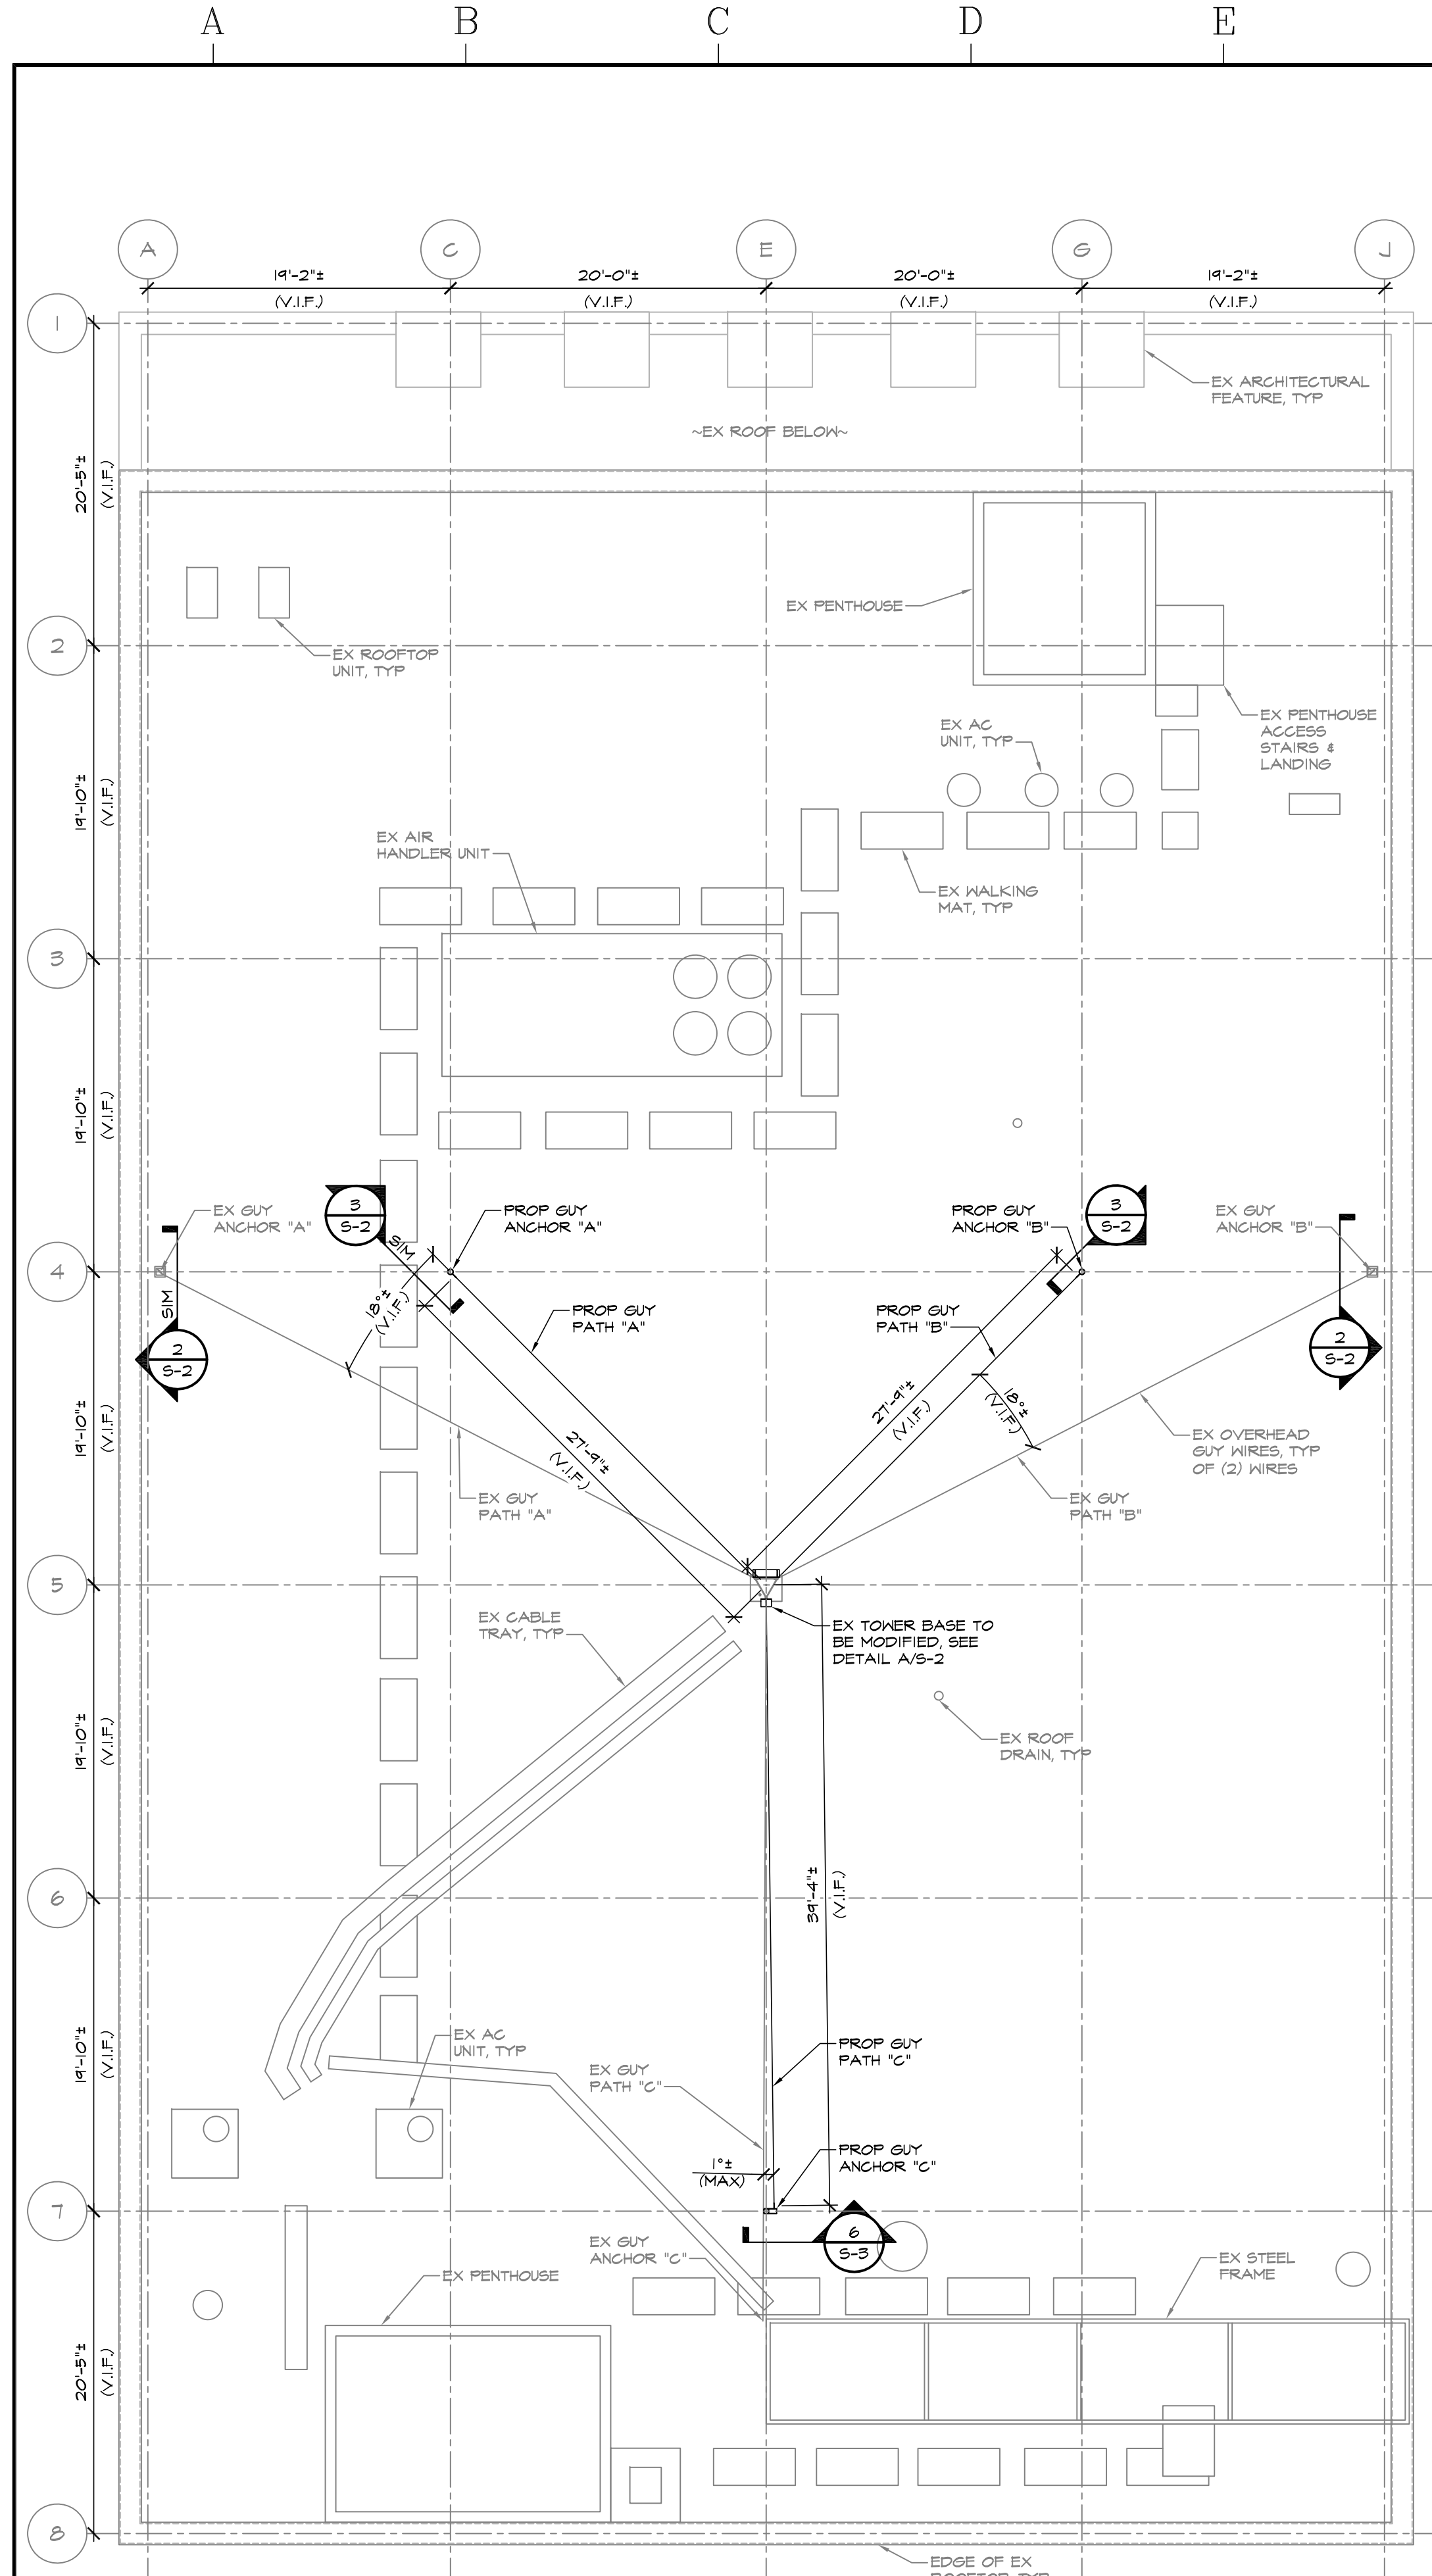 A B C D E
A C E G J
19'-2"± 20'-0"± 20'-0"± 19'-2"±
(V.I.F.) (V.I.F.) (V.I.F.) (V.I.F.)
1
EX ARCHITECTURAL
FEATURE, TYP
~EX ROOF BELOW~
20'-5"±
(V.I.F.)
EX PENTHOUSE
2
EX ROOFTOP
UNIT, TYP
EX PENTHOUSE
ACCESS
STAIRS &
LANDING
EX AC
UNIT, TYP
19'-10"±
(V.I.F.)
EX AIR
HANDLER UNIT
EX WALKING
MAT, TYP
3
19'-10"±
(V.I.F.)
EX GUY
ANCHOR "A"
3
S-2
SIM
PROP GUY
ANCHOR "A"
PROP GUY
ANCHOR "B"
3
S-2
EX GUY
ANCHOR "B"
4
SIM
2
S-2
18°±
(V.I.F.)
PROP GUY
PATH "A"
PROP GUY
PATH "B"
2
S-2
19'-10"±
(V.I.F.)
27'-9"±
(V.I.F.)
27'-9"±
(V.I.F.)
18°±
(V.I.F.)
EX OVERHEAD
GUY WIRES, TYP
OF (2) WIRES
EX GUY
PATH "A"
EX GUY
PATH "B"
5
EX CABLE
TRAY, TYP
EX TOWER BASE TO
BE MODIFIED, SEE
DETAIL A/S-2
19'-10"±
(V.I.F.)
EX ROOF
DRAIN, TYP
6
39'-4"±
(V.I.F.)
19'-10"±
(V.I.F.)
EX AC
UNIT, TYP
PROP GUY
PATH "C"
EX GUY
PATH "C"
PROP GUY
ANCHOR "C"
1°±
(MAX)
7
6
S-3
EX GUY
ANCHOR "C"
EX STEEL
FRAME
EX PENTHOUSE
20'-5"±
(V.I.F.)
8
EDGE OF EX